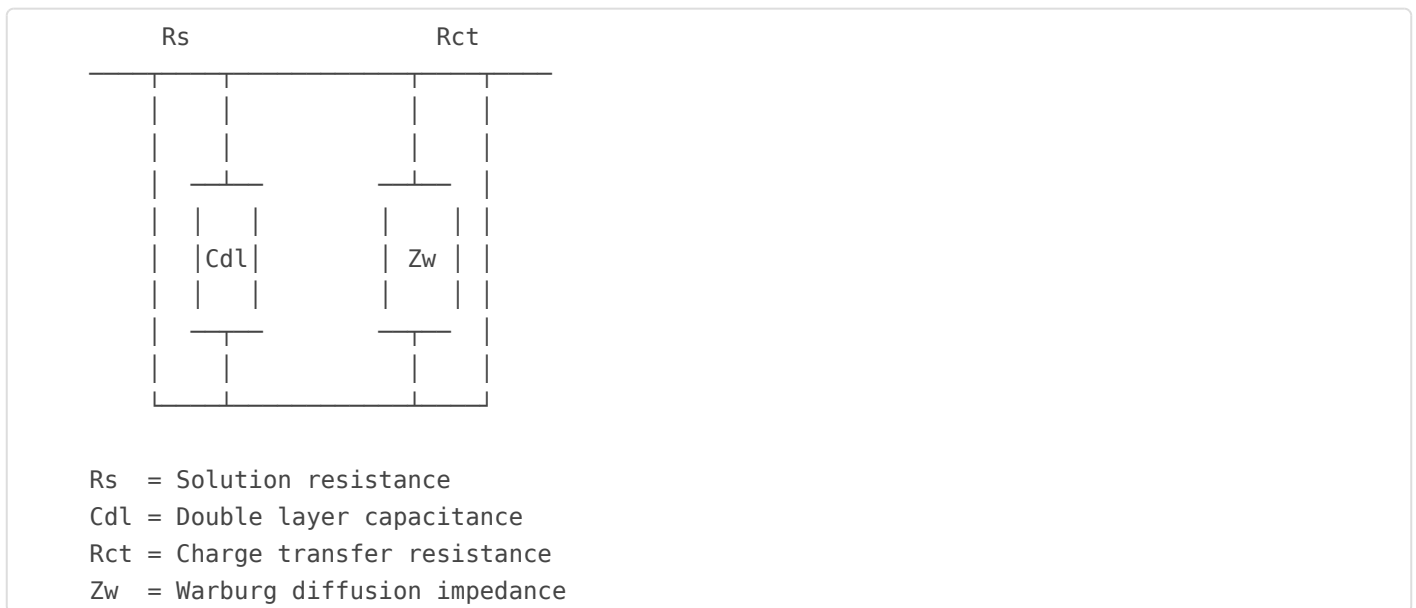 Rs Rct
Cdl Zw
Rs = Solution resistance
Cdl = Double layer capacitance
Rct = Charge transfer resistance
Zw = Warburg diffusion impedance